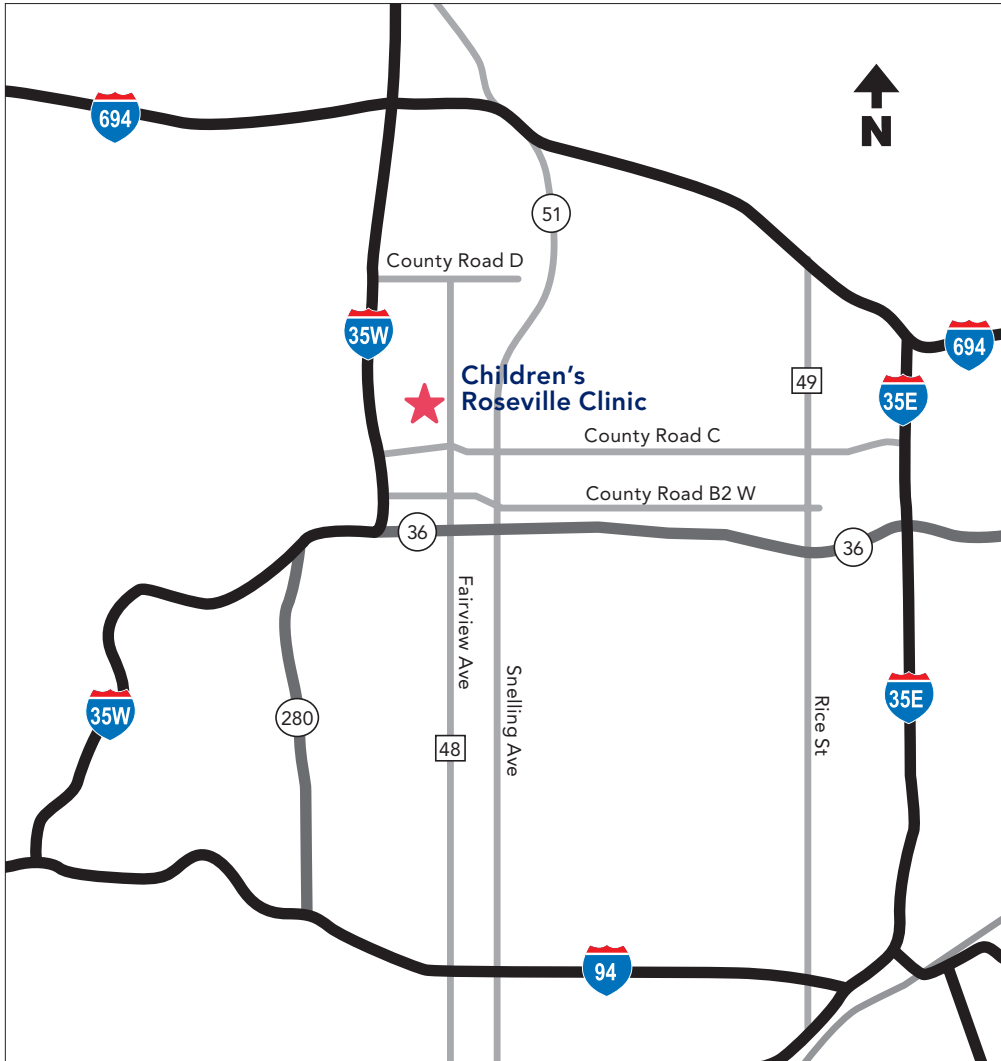 694
N
51
County Road D
35W
694
Children's
Roseville Clinic
49
35E
County Road C
County Road B2 W
36
36
Fairview Ave
Snelling Ave
35W
280
48
Rice St
35E
94